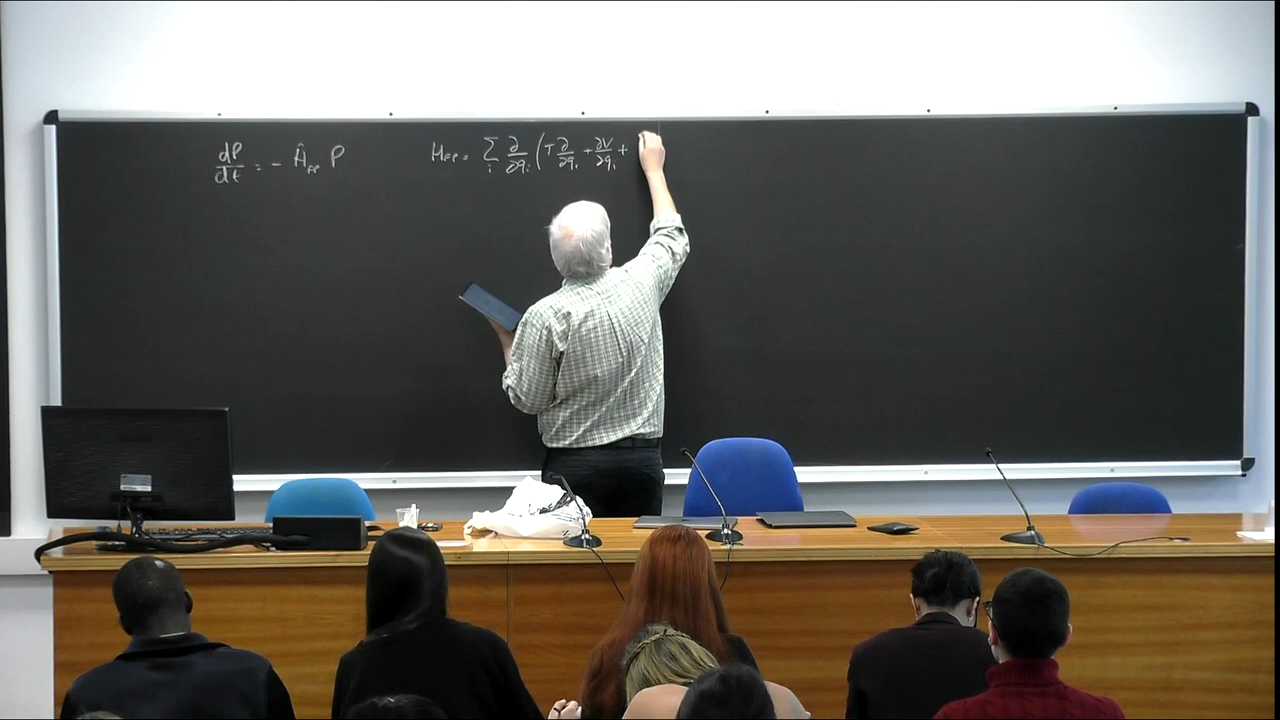 dP/dt = - Ĥ_FP P
H_FP = Σ_i ∂/∂q_i ( T ∂/∂q_i + ∂V/∂q_i +